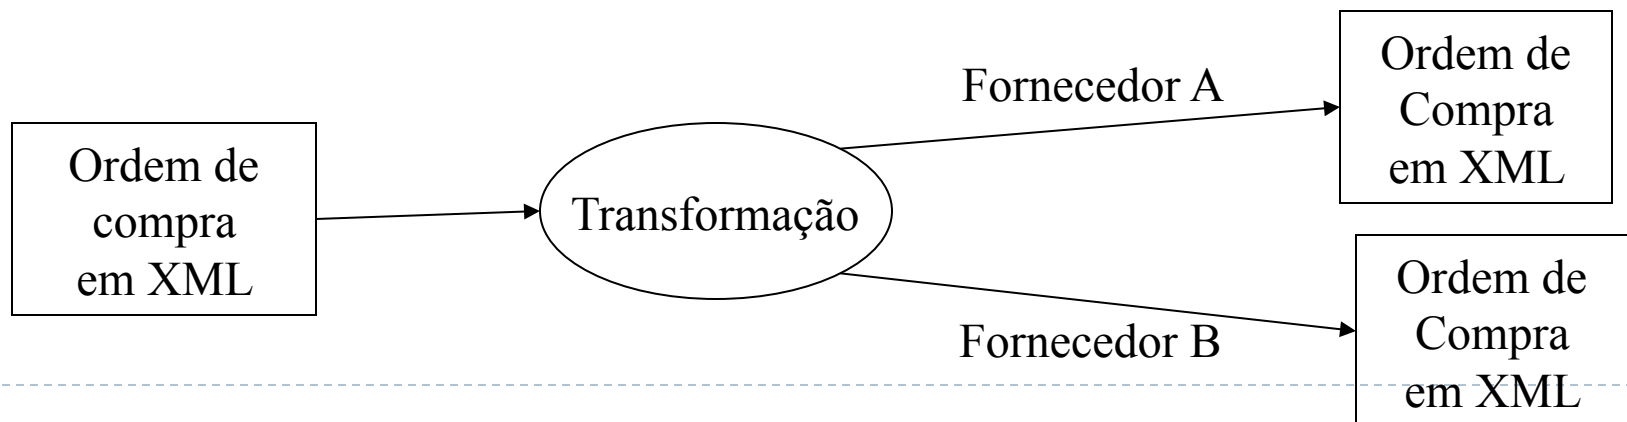 Ordem de
compra
em XML
Transformação
Fornecedor A
Ordem de
Compra
em XML
Fornecedor B
Ordem de
Compra
em XML